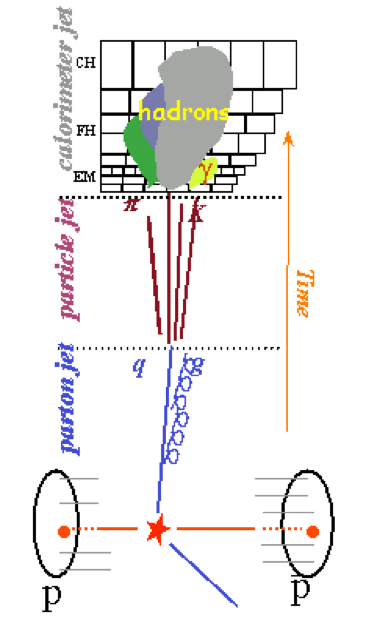 calorimeter jet
CH
hadrons
FH
EM
γ
particle jet
π
K
Time
parton jet
q
g
p
p̅